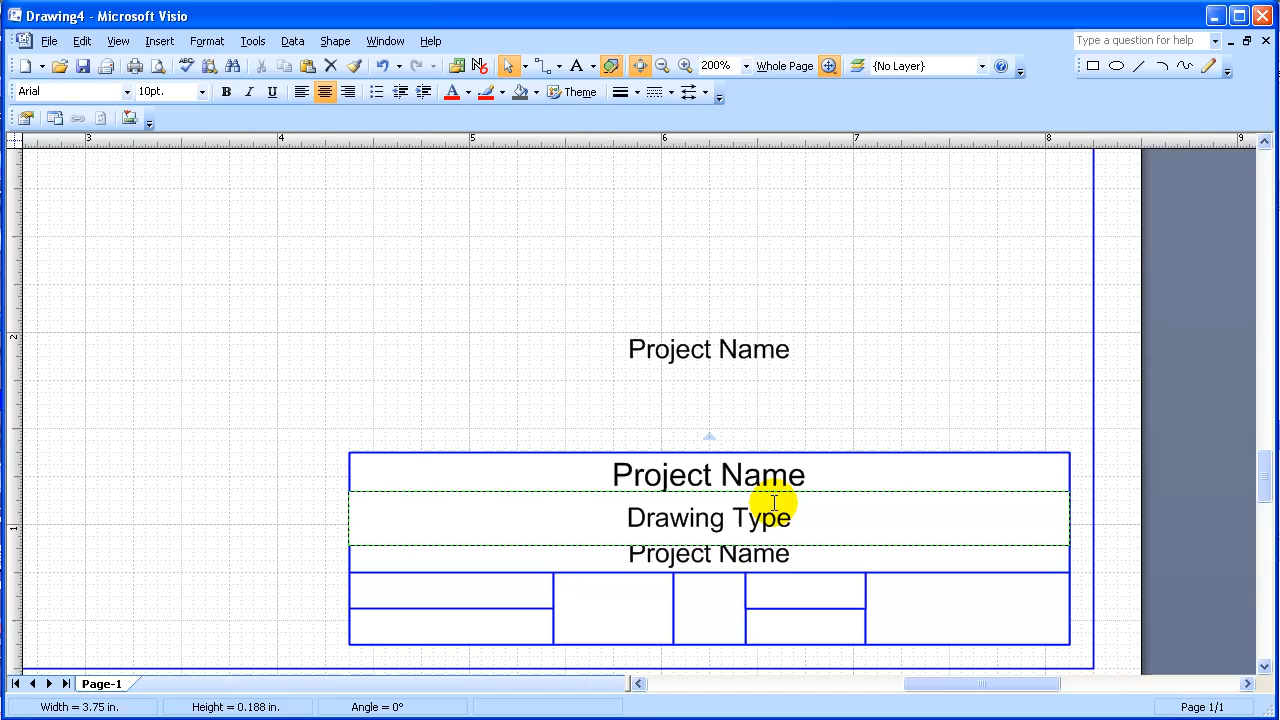 Drawing4 - Microsoft Visio
File Edit View Insert Format Tools Data Shape Window Help
Type a question for help
200% Whole Page {No Layer}
Arial 10pt. B I U A Theme
3 4 5 6 7 8 9
2
Project Name
Project Name
1
Drawing Type
Project Name
Page-1
Width = 3.75 in. Height = 0.188 in. Angle = 0° Page 1/1